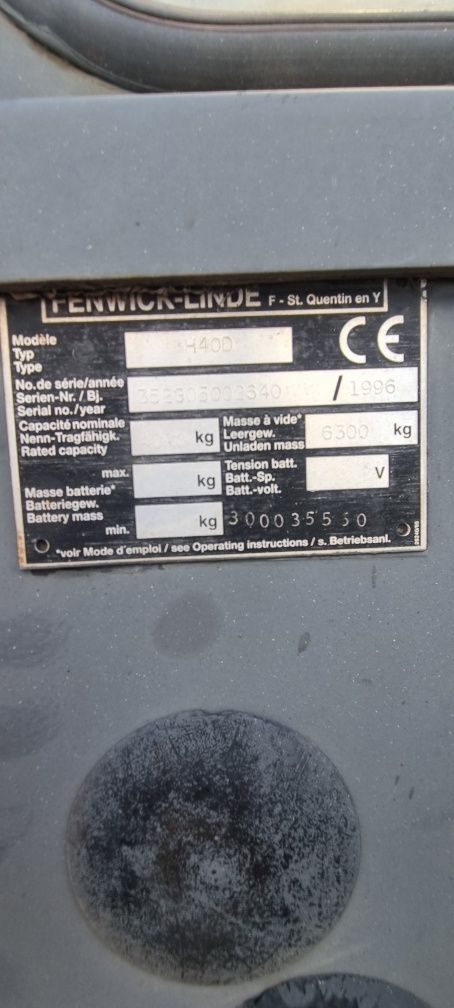 FENWICK-LINDE F - St. Quentin en Y
Modèle
Typ
Type
H40D
CE
No.de série/année
Serien-Nr. / Bj.
Serial no./year
/ 1996
Capacité nominale
Nenn-Tragfähigk.
Rated capacity
kg
Masse à vide*
Leergew.
Unladen mass
6300 kg
max.
kg
Tension batt.
Batt.-Sp.
Batt.-volt.
V
Masse batterie*
Batteriegew.
Battery mass
min.
kg
300035550
*voir Mode d'emploi / see Operating instructions / s. Betriebsanl.